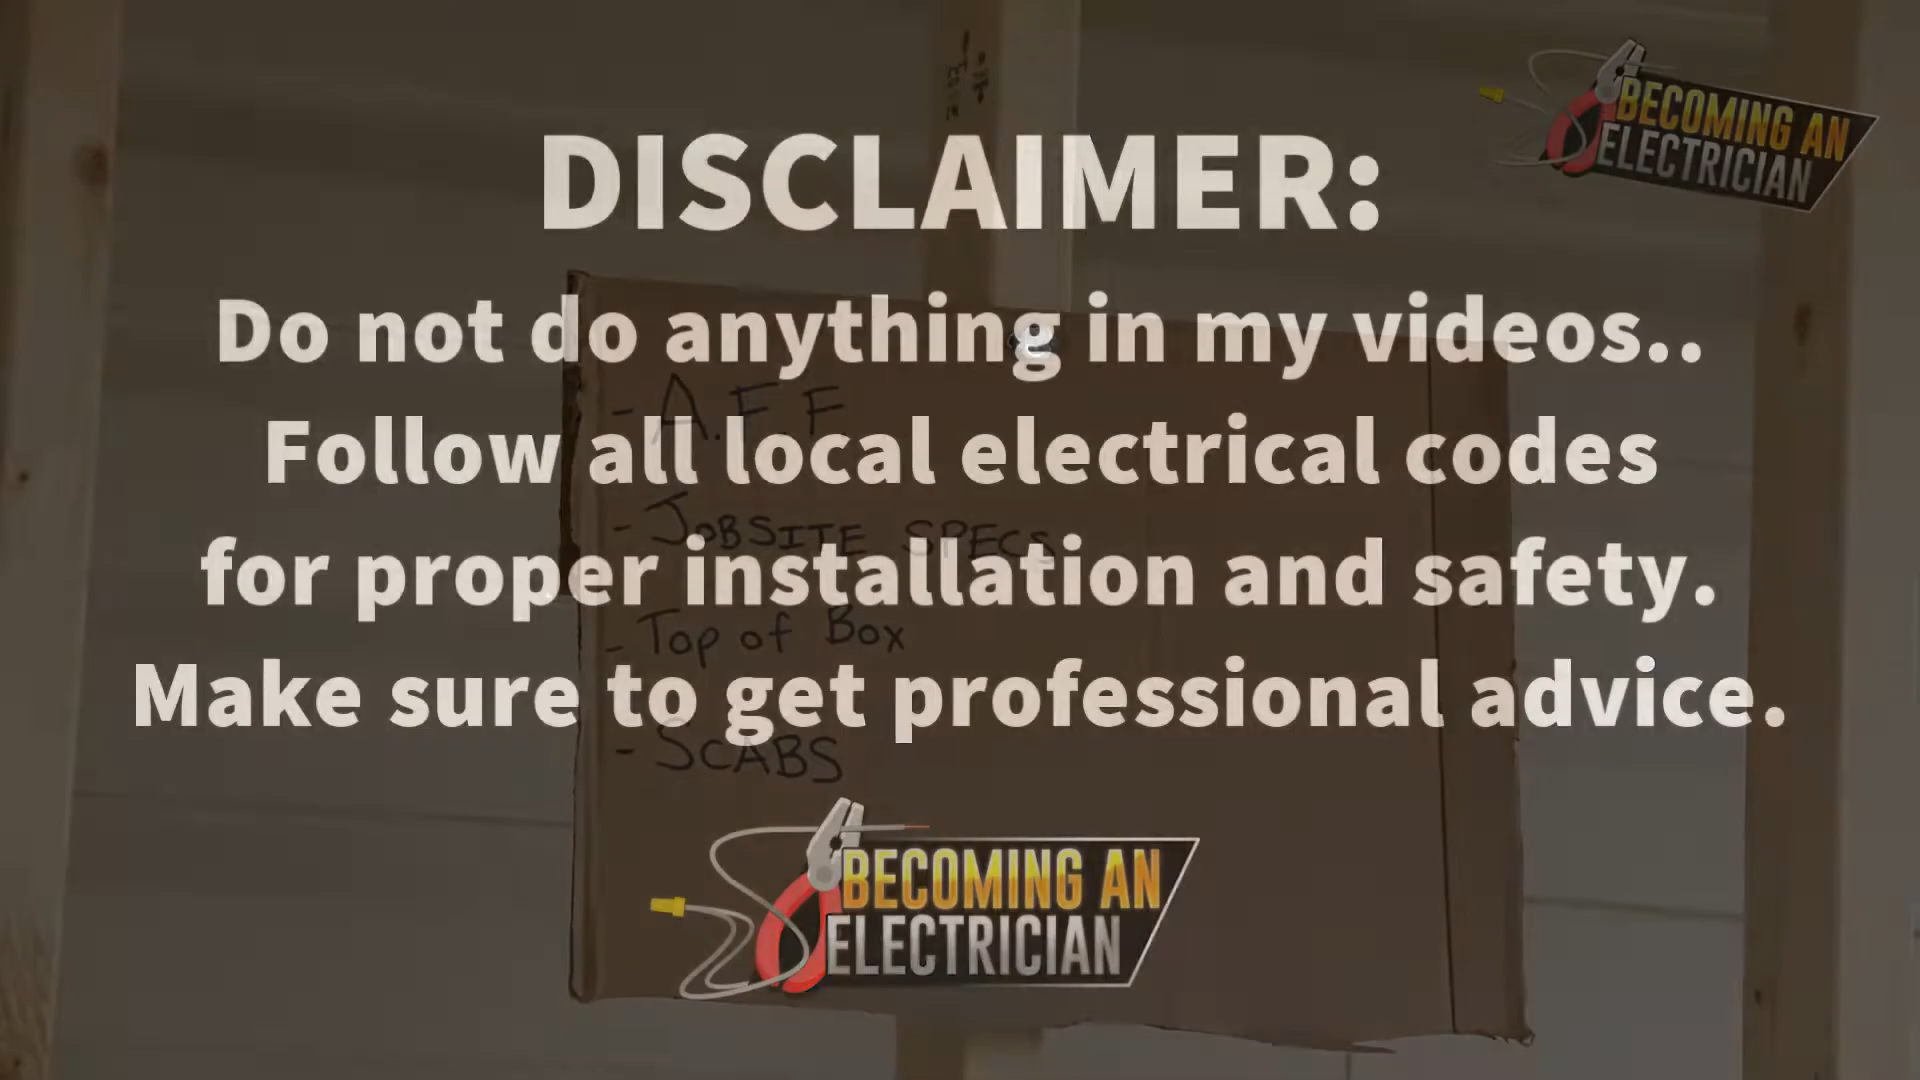 BECOMING AN
ELECTRICIAN
DISCLAIMER:
Do not do anything in my videos..
- A.F.F.
Follow all local electrical codes
- JOBSITE SPECS
for proper installation and safety.
- Top of Box
Make sure to get professional advice.
- SCABS
BECOMING AN
ELECTRICIAN